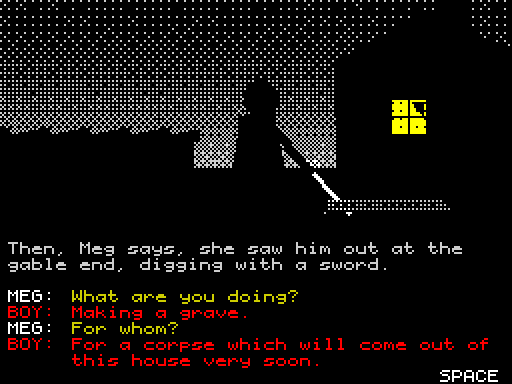 Then, Meg says, she saw him out at the
gable end, digging with a sword.
MEG: What are you doing?
BOY: Making a grave.
MEG: For whom?
BOY: For a corpse which will come out of
this house very soon.
SPACE